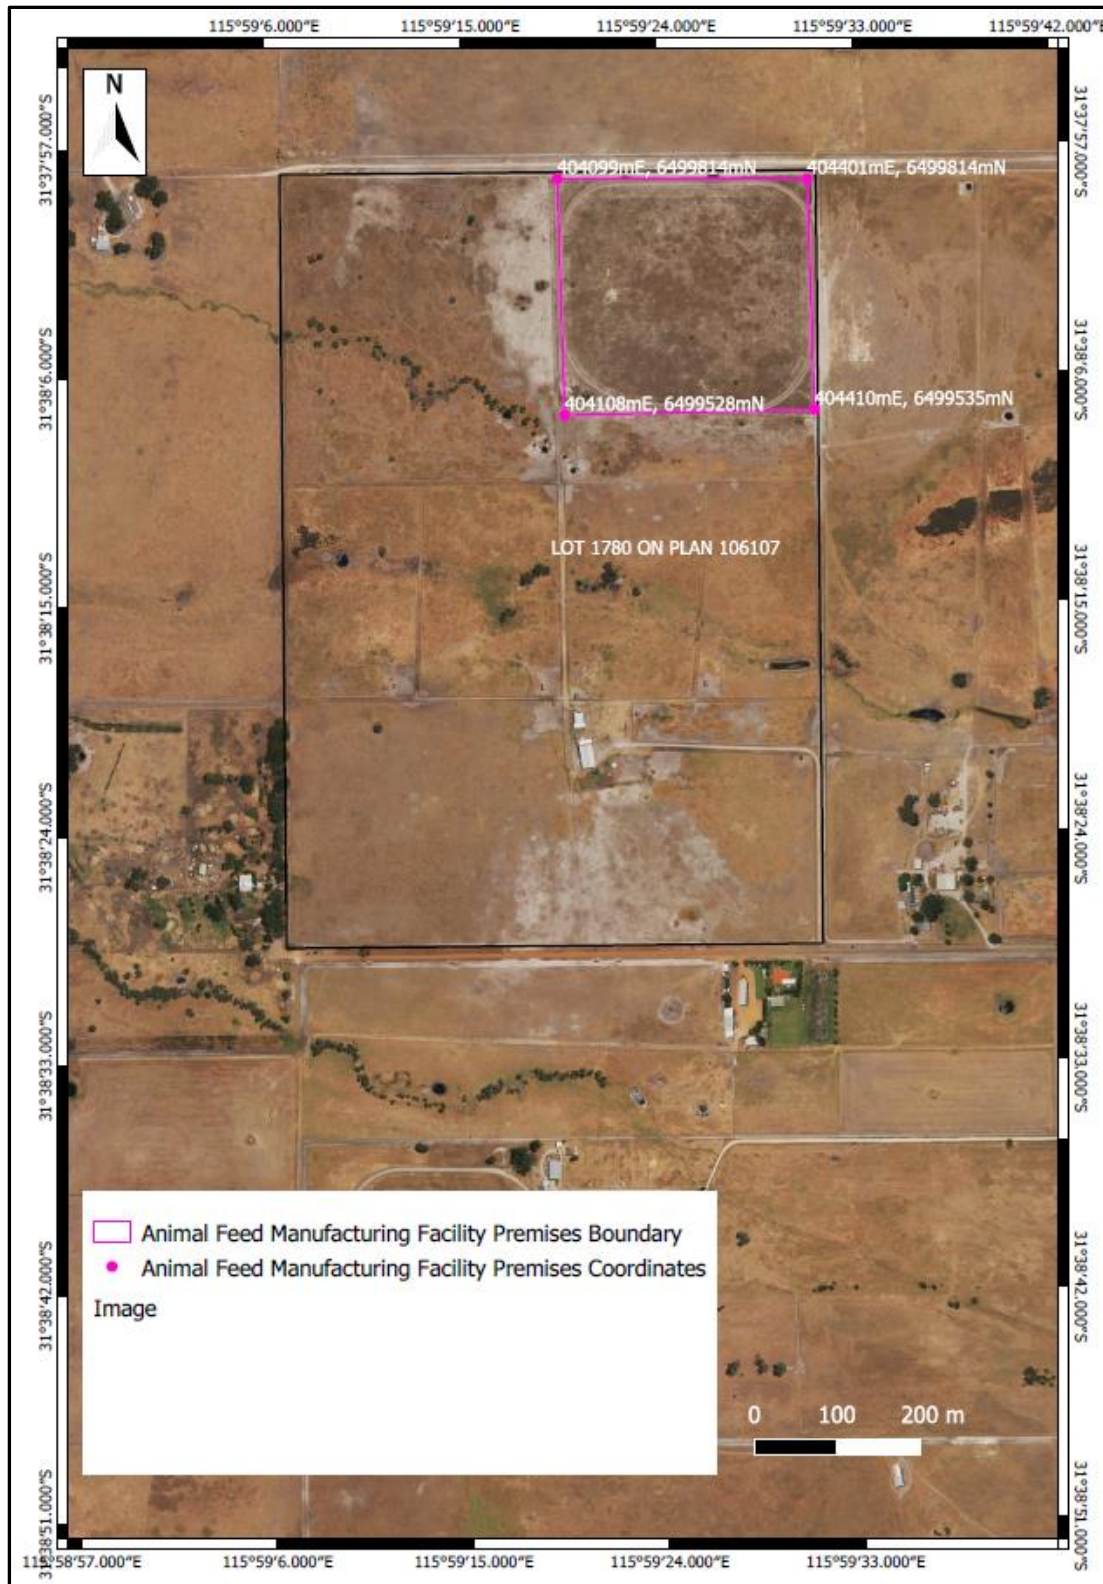 115°59'6.000"E 115°59'15.000"E 115°59'24.000"E 115°59'33.000"E 115°59'42.000"E
N
31°37'57.000"S 31°37'57.000"S
404099mE, 6499814mN 404401mE, 6499814mN
31°38'6.000"S 31°38'6.000"S
404108mE, 6499528mN 404410mE, 6499535mN
LOT 1780 ON PLAN 106107
31°38'15.000"S 31°38'15.000"S
31°38'24.000"S 31°38'24.000"S
31°38'33.000"S 31°38'33.000"S
Animal Feed Manufacturing Facility Premises Boundary
Animal Feed Manufacturing Facility Premises Coordinates
Image
31°38'42.000"S 31°38'42.000"S
0 100 200 m
31°38'51.000"S 31°38'51.000"S
115°58'57.000"E 115°59'6.000"E 115°59'15.000"E 115°59'24.000"E 115°59'33.000"E